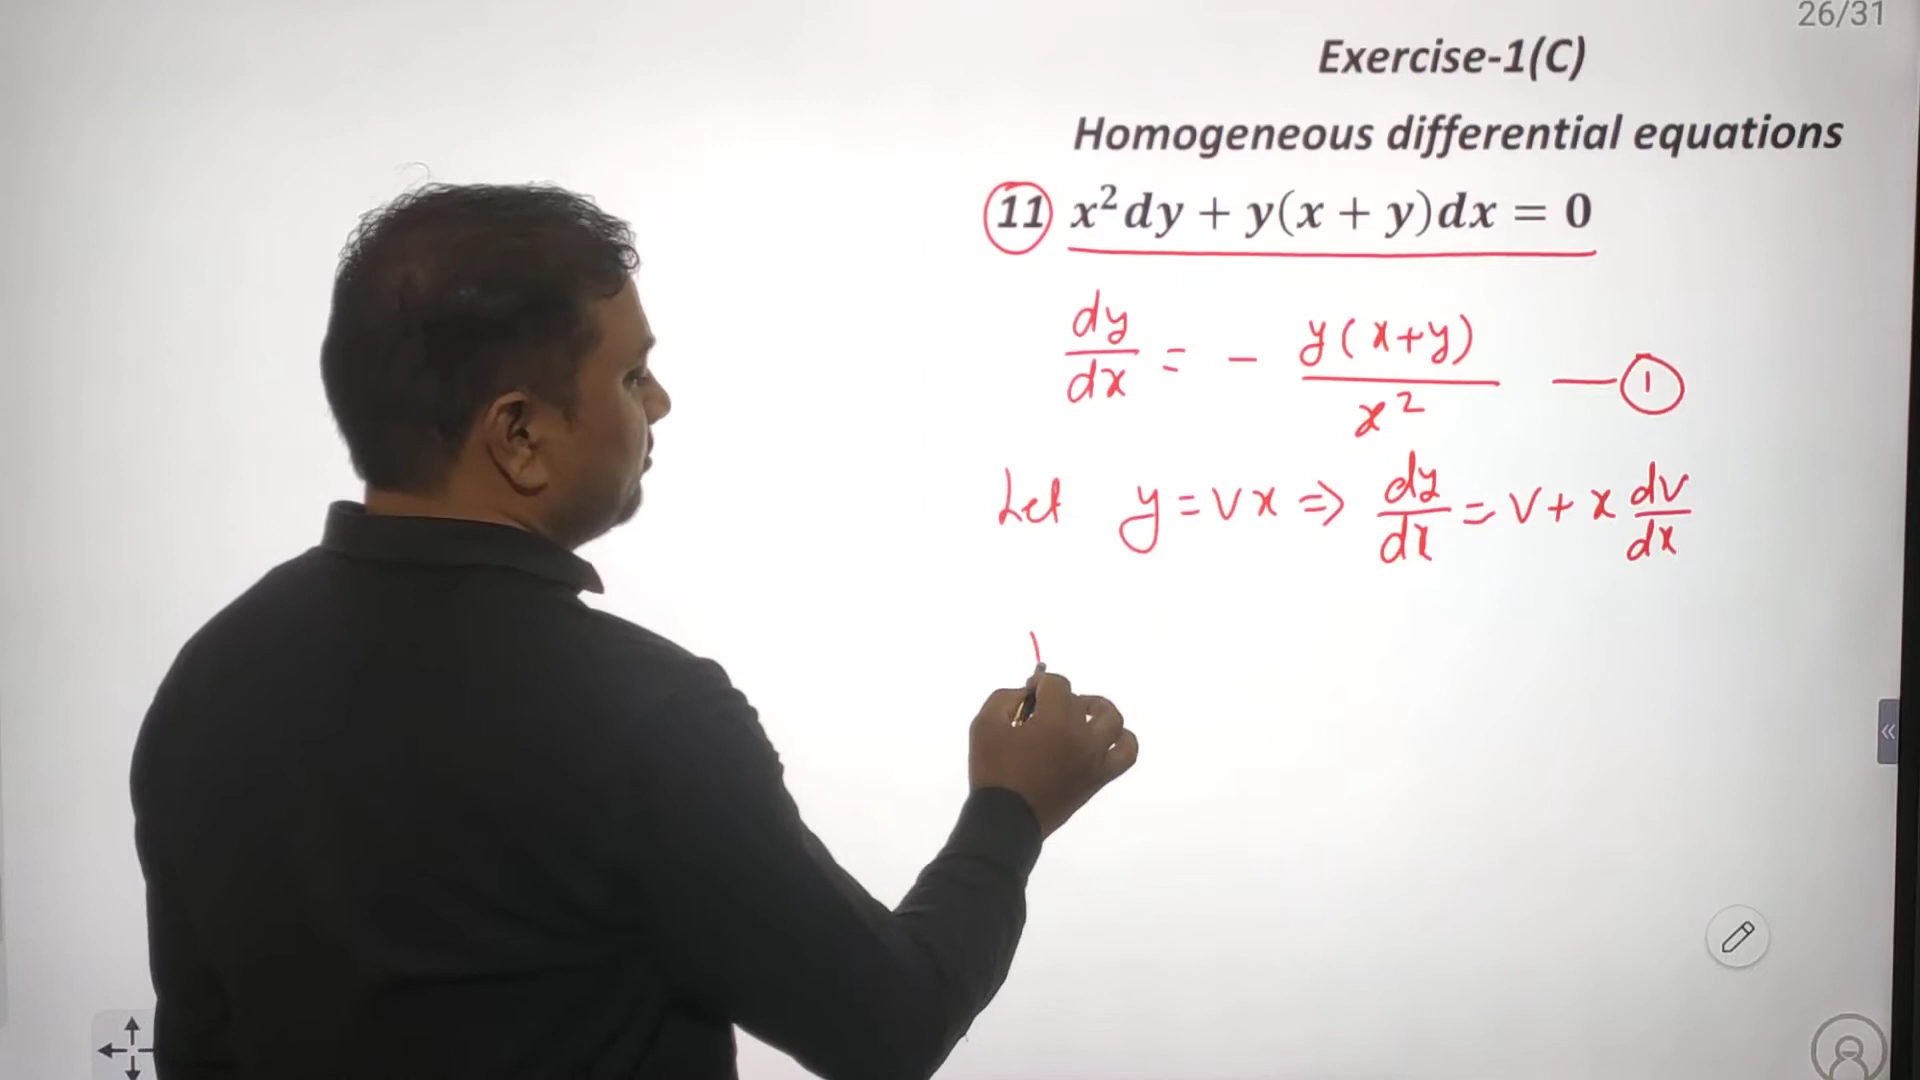 26/31
Exercise-1(C)
Homogeneous differential equations
11 x²dy + y(x + y)dx = 0
dy/dx = - y(x+y)/x² — 1
Let y = vx ⇒ dy/dx = v + x dv/dx